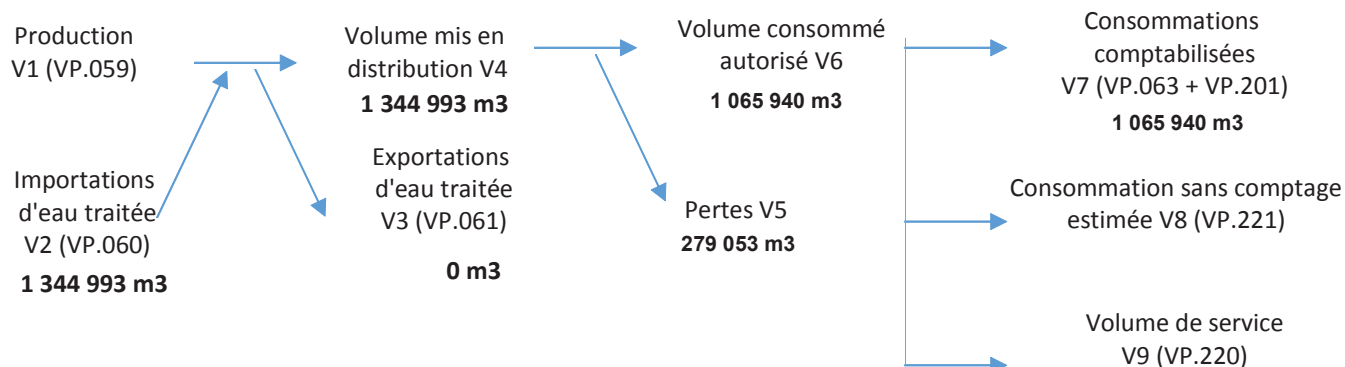 Production
V1 (VP.059)
Importations
d'eau traitée
V2 (VP.060)
1 344 993 m3
Volume mis en
distribution V4
1 344 993 m3
Exportations
d'eau traitée
V3 (VP.061)
0 m3
Volume consommé
autorisé V6
1 065 940 m3
Pertes V5
279 053 m3
Consommations
comptabilisées
V7 (VP.063 + VP.201)
1 065 940 m3
Consommation sans comptage
estimée V8 (VP.221)
Volume de service
V9 (VP.220)